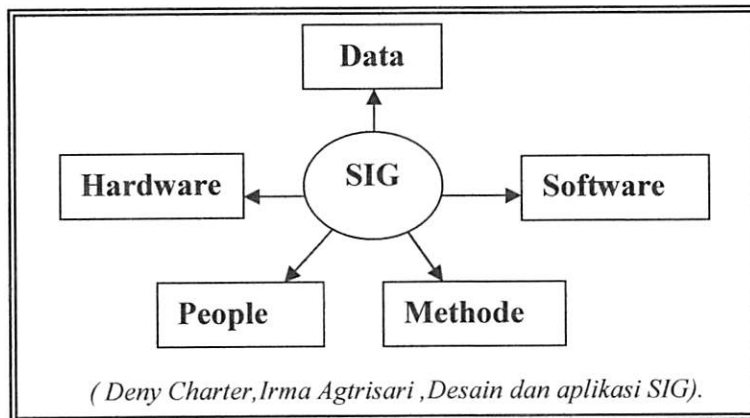 Data
Hardware
SIG
Software
People
Methode
( Deny Charter,Irma Agtrisari ,Desain dan aplikasi SIG).